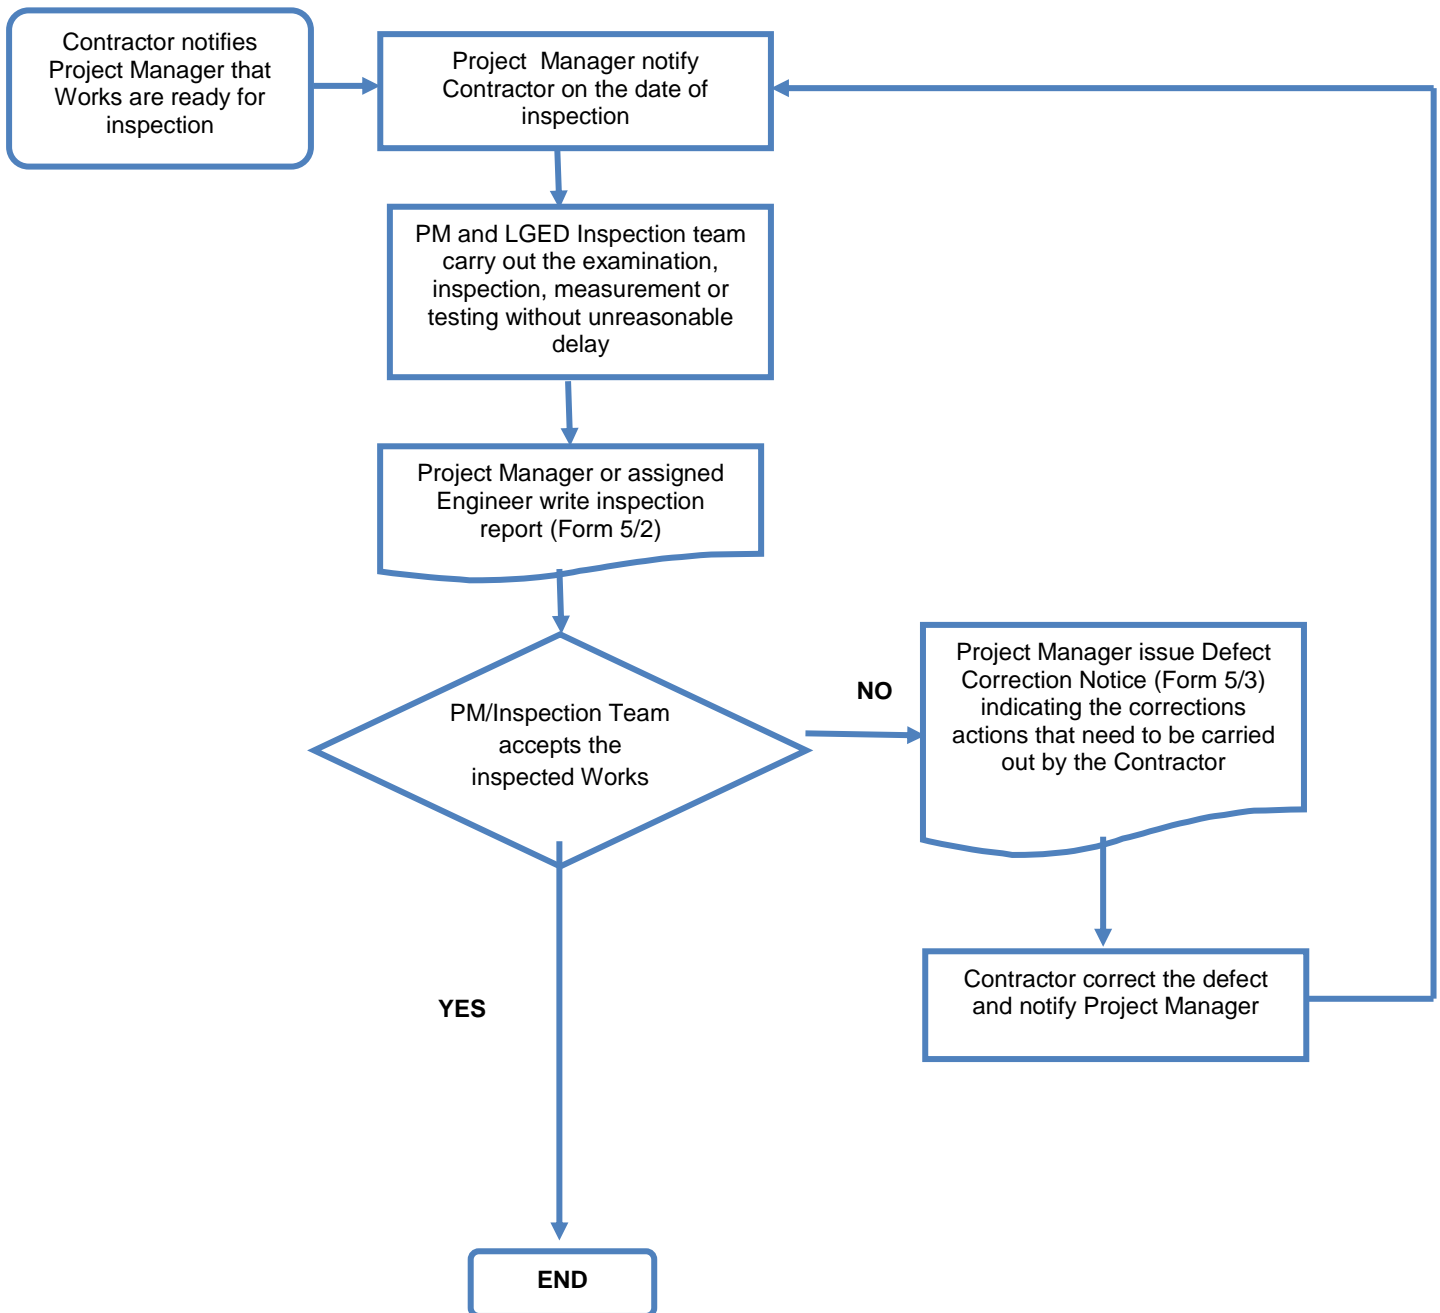 Contractor notifies
Project Manager that
Works are ready for
inspection
Project  Manager notify
Contractor on the date of
inspection
PM and LGED Inspection team
carry out the examination,
inspection, measurement or
testing without unreasonable
delay
Project Manager or assigned
Engineer write inspection
report (Form 5/2)
PM/Inspection Team
accepts the
inspected Works
NO
Project Manager issue Defect
Correction Notice (Form 5/3)
indicating the corrections
actions that need to be carried
out by the Contractor
Contractor correct the defect
and notify Project Manager
YES
END